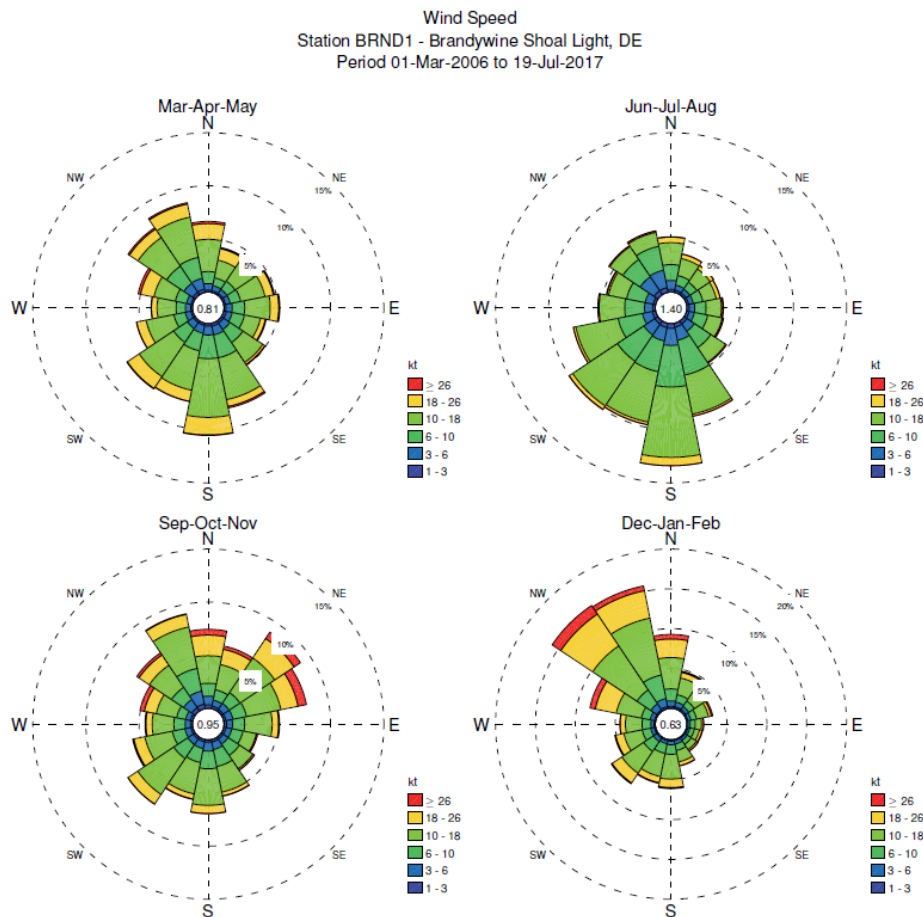 Wind Speed
Station BRND1 - Brandywine Shoal Light, DE
Period 01-Mar-2006 to 19-Jul-2017
Mar-Apr-May
N
NW
NE
15%
10%
5%
W
0.81
E
SW
SE
S
kt
≥ 26
18 - 26
10 - 18
6 - 10
3 - 6
1 - 3
Jun-Jul-Aug
N
NW
NE
15%
10%
5%
W
1.40
E
SW
SE
S
kt
≥ 26
18 - 26
10 - 18
6 - 10
3 - 6
1 - 3
Sep-Oct-Nov
N
NW
NE
15%
10%
5%
W
0.95
E
SW
SE
S
kt
≥ 26
18 - 26
10 - 18
6 - 10
3 - 6
1 - 3
Dec-Jan-Feb
N
NW
NE
20%
15%
10%
5%
W
0.63
E
SW
SE
S
kt
≥ 26
18 - 26
10 - 18
6 - 10
3 - 6
1 - 3